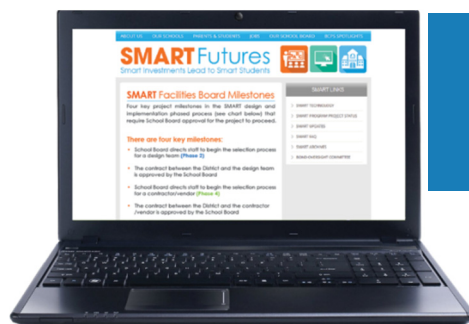 ABOUT US OUR SCHOOLS PARENTS & STUDENTS JOBS OUR SCHOOL BOARD BCPS SPOTLIGHTS
SMART Futures
Smart Investments Lead to Smart Students
SMART Facilities Board Milestones
Four key project milestones in the SMART design and
implementation phased process (see chart below) that
require School Board approval for the project to proceed.
There are four key milestones:
• School Board directs staff to begin the selection process
for a design team (Phase 2)
• The contract between the District and the design team
is approved by the School Board
• School Board directs staff to begin the selection process
for a contractor/vendor (Phase 4)
• The contract between the District and the contractor
/vendor is approved by the School Board
SMART LINKS
SMART TECHNOLOGY
SMART PROGRAM PROJECT STATUS
SMART UPDATES
SMART FAQ
SMART ARCHIVES
BOND OVERSIGHT COMMITTEE